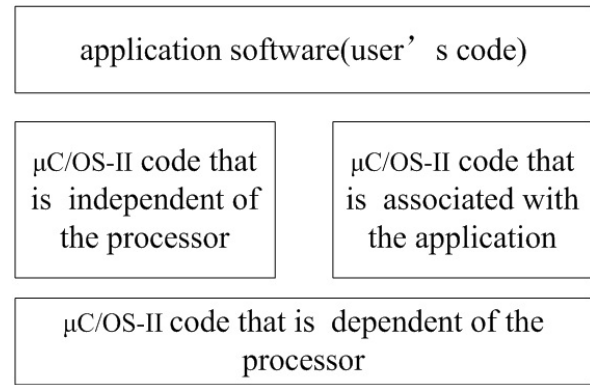 application software(user’ s code)
μC/OS-II code that
is independent of
the processor
μC/OS-II code that
is associated with
the application
μC/OS-II code that is dependent of the
processor